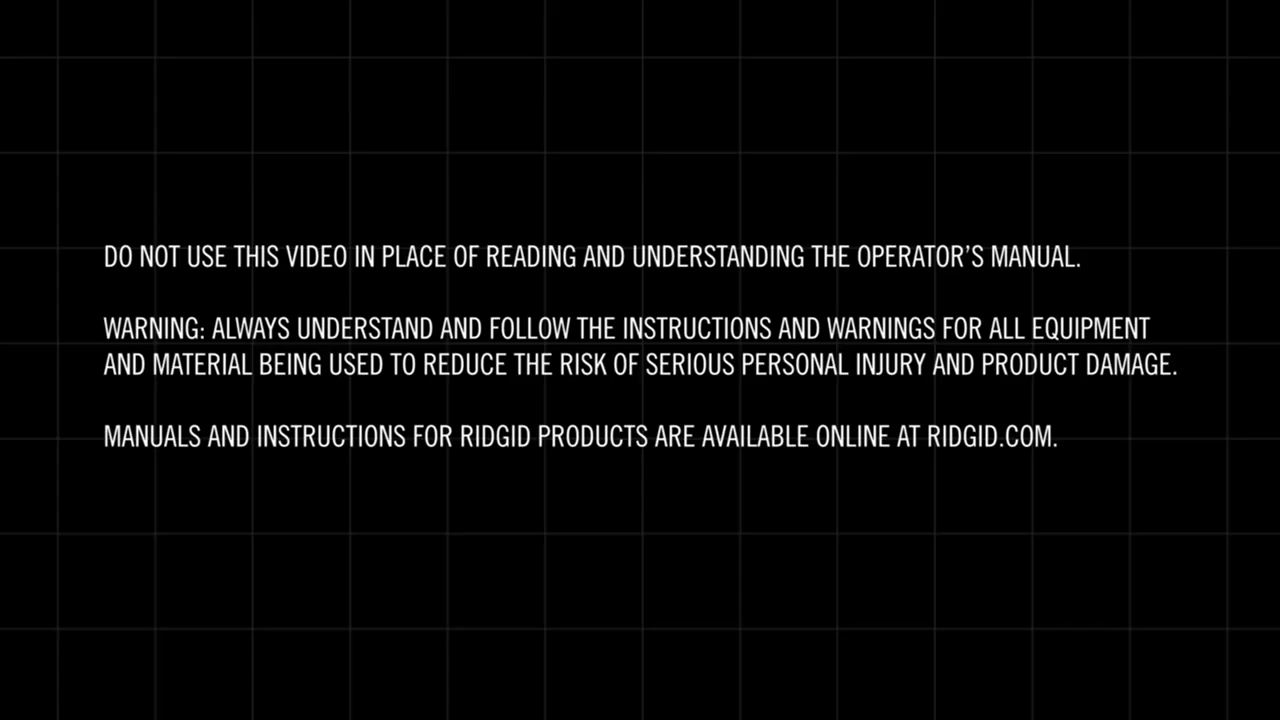 DO NOT USE THIS VIDEO IN PLACE OF READING AND UNDERSTANDING THE OPERATOR’S MANUAL.
WARNING: ALWAYS UNDERSTAND AND FOLLOW THE INSTRUCTIONS AND WARNINGS FOR ALL EQUIPMENT
AND MATERIAL BEING USED TO REDUCE THE RISK OF SERIOUS PERSONAL INJURY AND PRODUCT DAMAGE.
MANUALS AND INSTRUCTIONS FOR RIDGID PRODUCTS ARE AVAILABLE ONLINE AT RIDGID.COM.